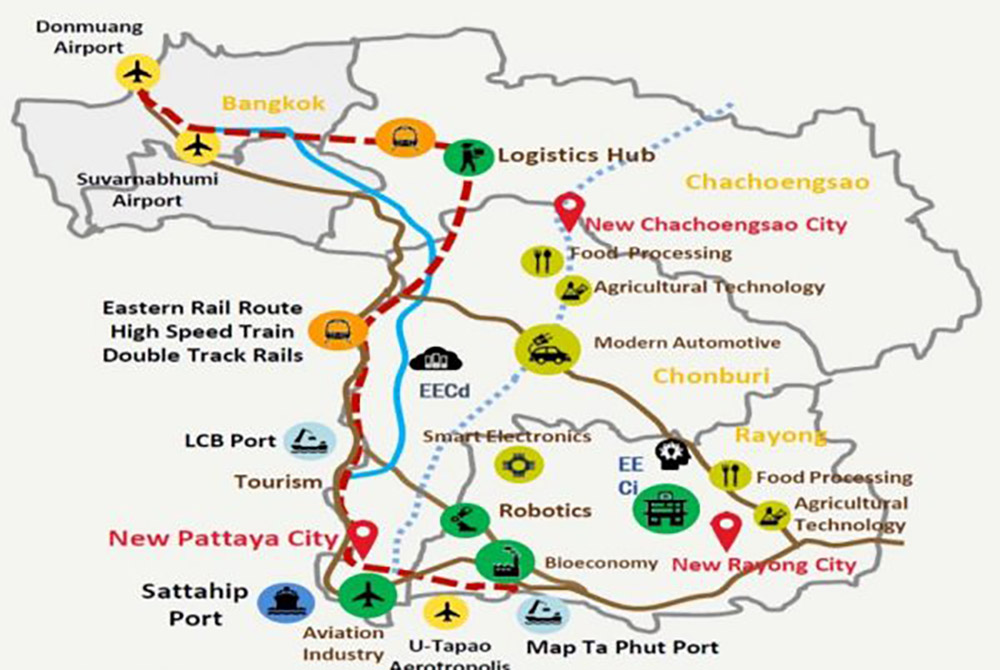 Donmuang
Airport
Bangkok
Suvarnabhumi
Airport
Logistics Hub
Chachoengsao
New Chachoengsao City
Food Processing
Agricultural Technology
Eastern Rail Route
High Speed Train
Double Track Rails
Modern Automotive
EECd
Chonburi
LCB Port
Smart Electronics
Rayong
EE
Ci
Tourism
Food Processing
Agricultural
Technology
Robotics
New Pattaya City
Bioeconomy
New Rayong City
Sattahip
Port
Aviation
Industry
U-Tapao
Aerotropolis
Map Ta Phut Port